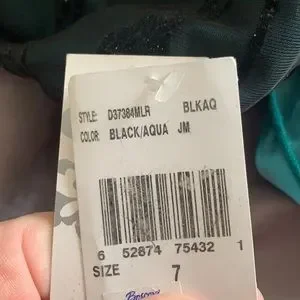 STYLE: D37384MLR BLKAQ
COLOR: BLACK/AQUA JM
6 52874 75432 1
SIZE 7